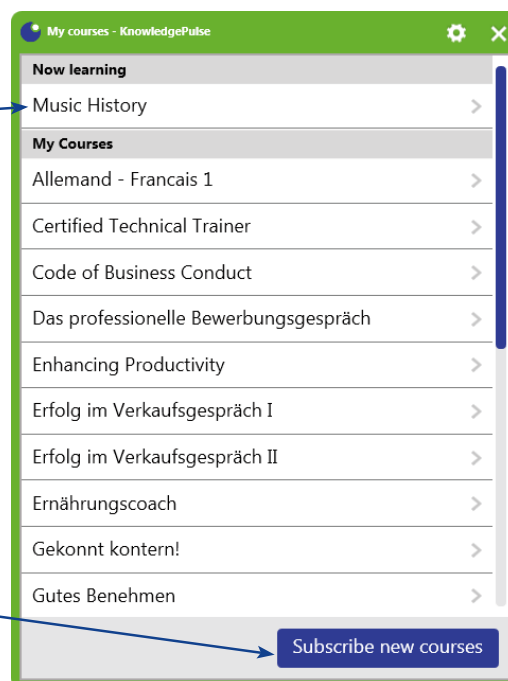 My courses - KnowledgePulse
Now learning
Music History
My Courses
Allemand - Francais 1
Certified Technical Trainer
Code of Business Conduct
Das professionelle Bewerbungsgespräch
Enhancing Productivity
Erfolg im Verkaufsgespräch I
Erfolg im Verkaufsgespräch II
Ernährungscoach
Gekonnt kontern!
Gutes Benehmen
Subscribe new courses